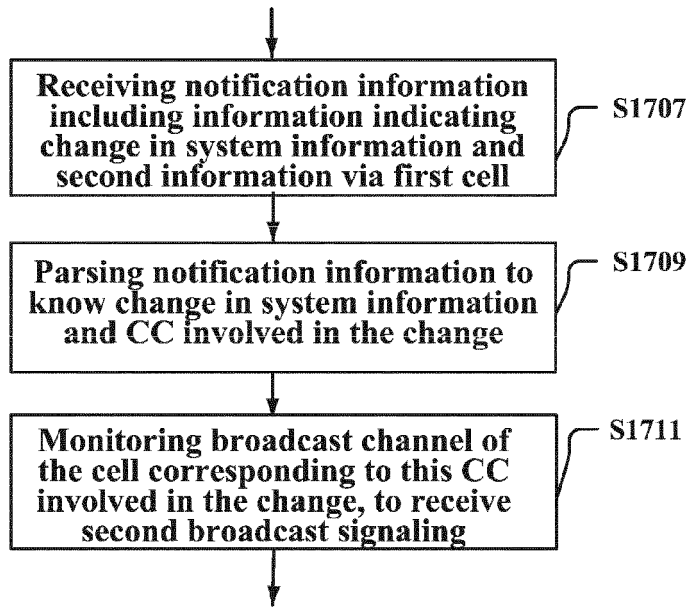 Receiving notification information
including information indicating
change in system information and
second information via first cell
S1707
Parsing notification information to
know change in system information
and CC involved in the change
S1709
Monitoring broadcast channel of
the cell corresponding to this CC
involved in the change, to receive
second broadcast signaling
S1711